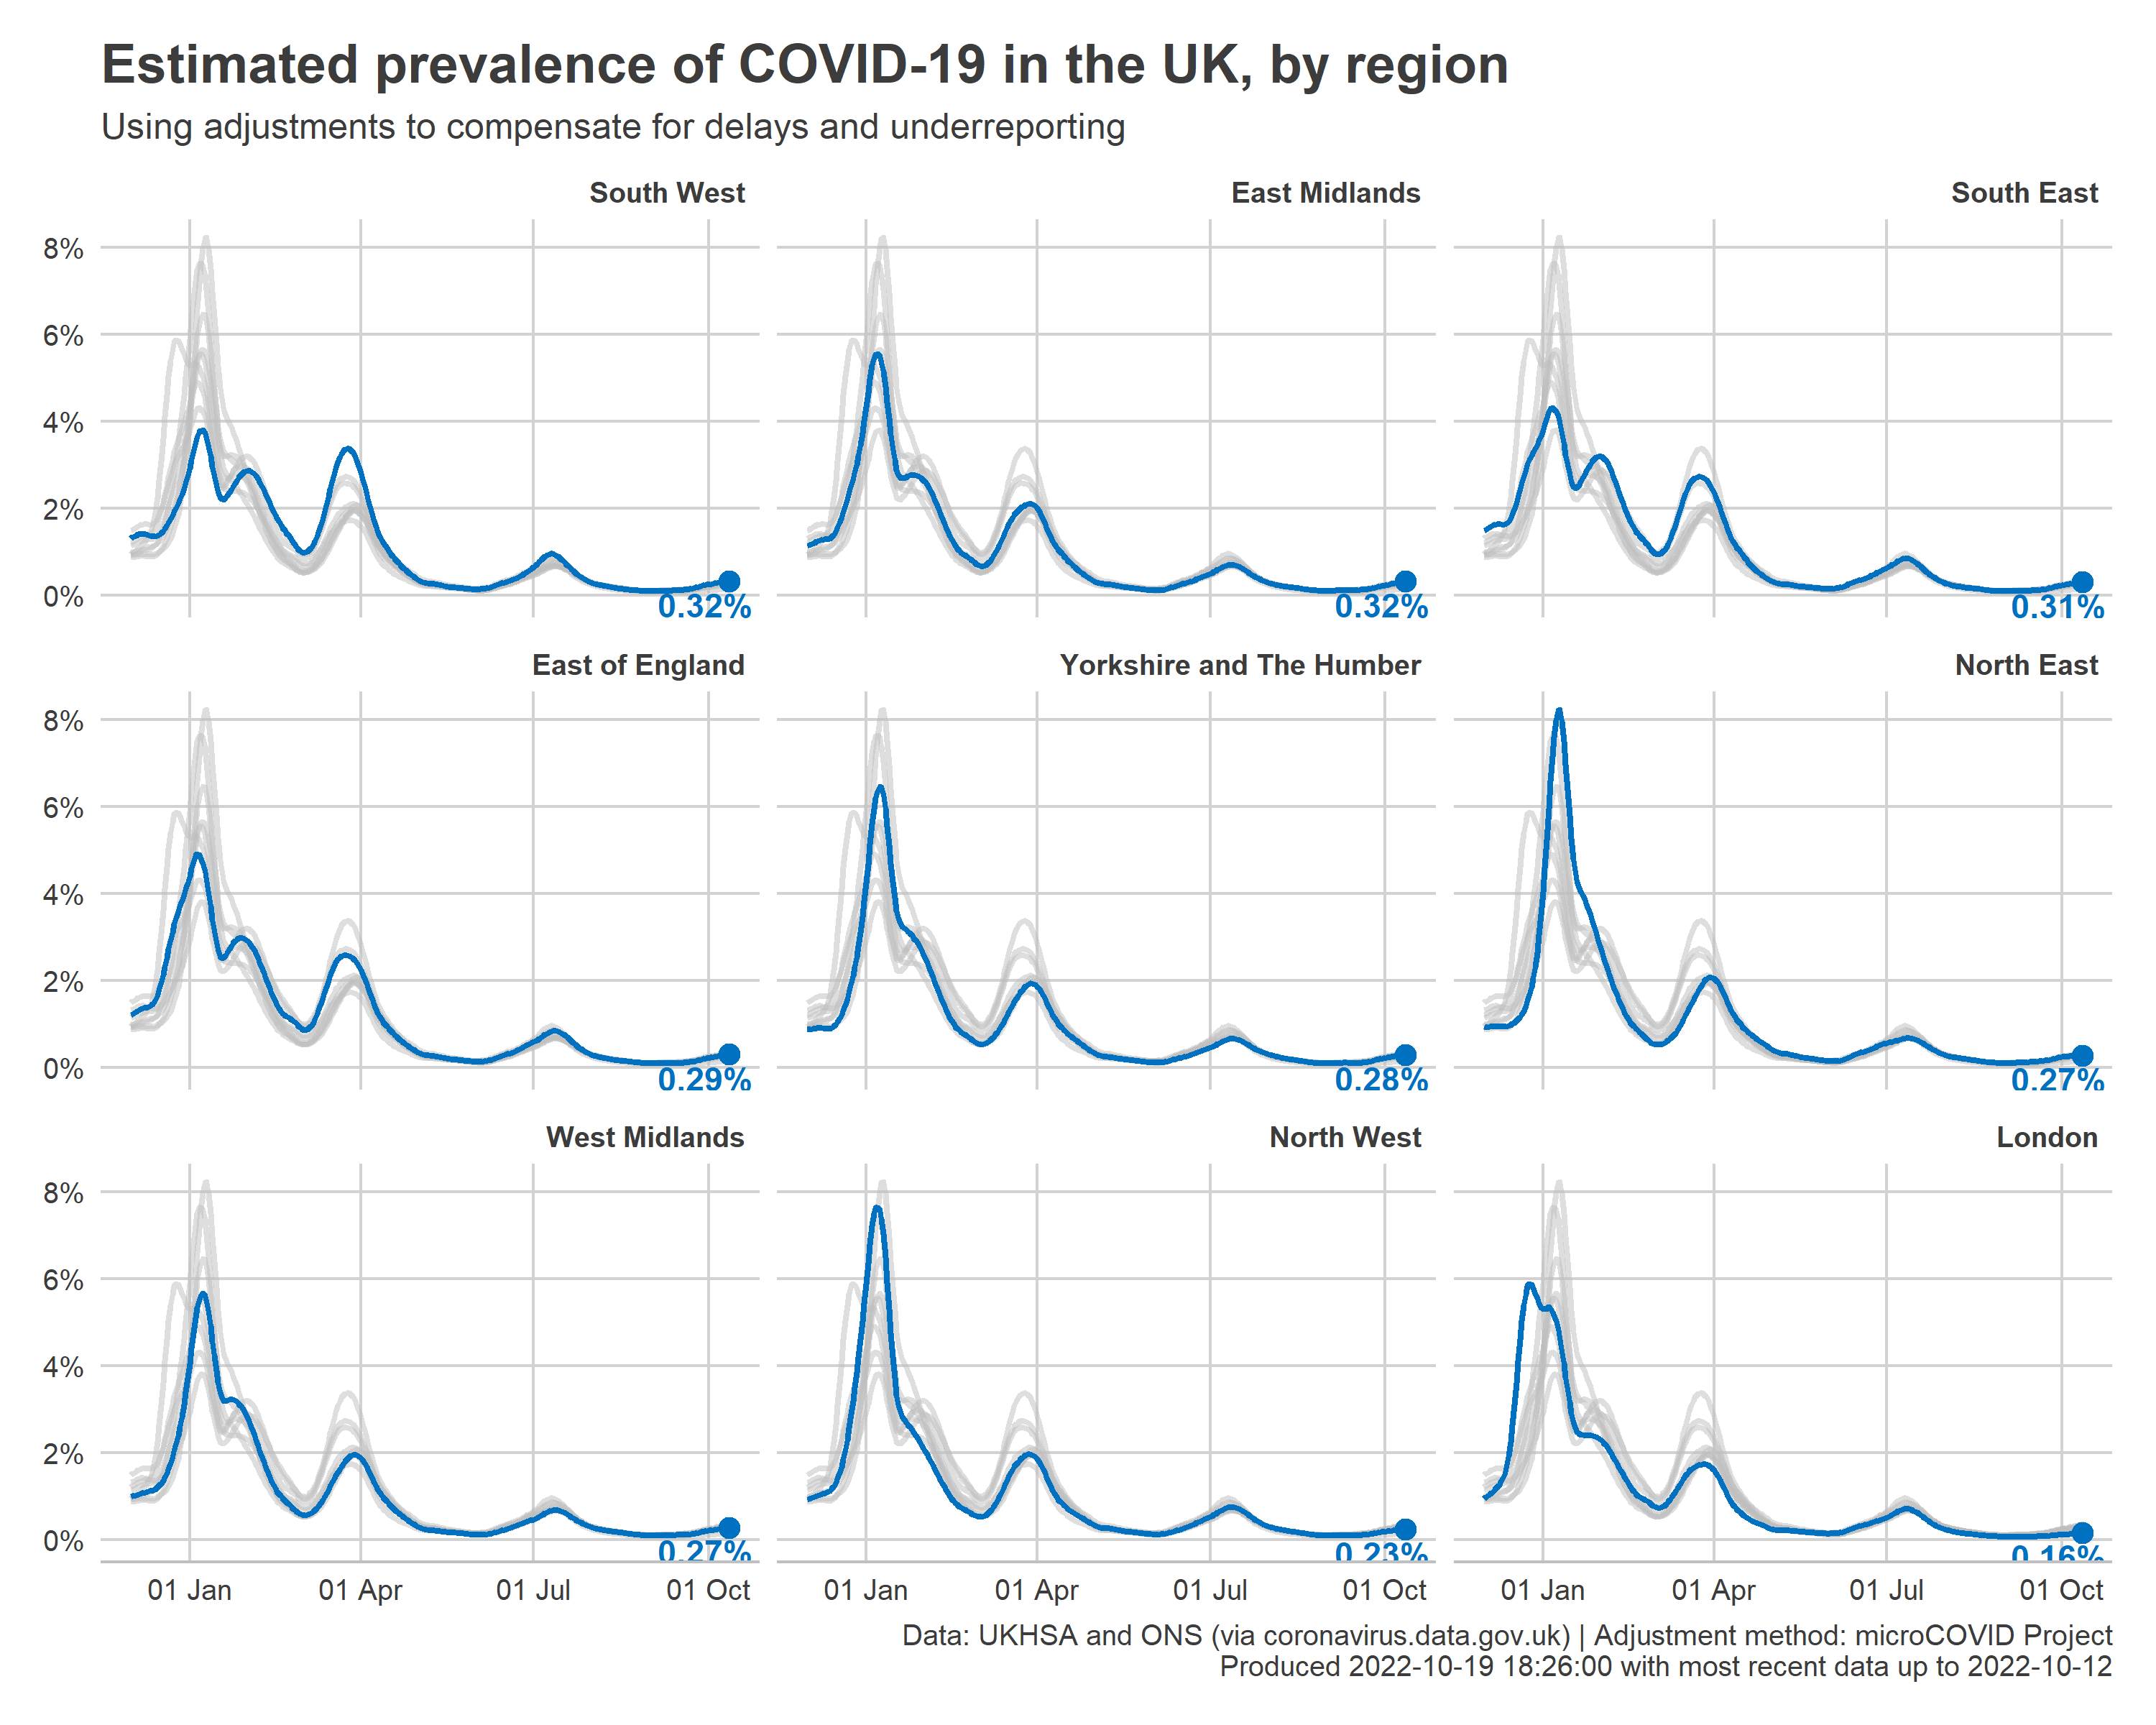 Estimated prevalence of COVID-19 in the UK, by region
Using adjustments to compensate for delays and underreporting
South West
East Midlands
South East
8%
6%
4%
2%
0%
0.32%
0.32%
0.31%
East of England
Yorkshire and The Humber
North East
8%
6%
4%
2%
0%
0.29%
0.28%
0.27%
West Midlands
North West
London
8%
6%
4%
2%
0%
0.27%
0.23%
0.16%
01 Jan 01 Apr 01 Jul 01 Oct
01 Jan 01 Apr 01 Jul 01 Oct
01 Jan 01 Apr 01 Jul 01 Oct
Data: UKHSA and ONS (via coronavirus.data.gov.uk) | Adjustment method: microCOVID Project
Produced 2022-10-19 18:26:00 with most recent data up to 2022-10-12